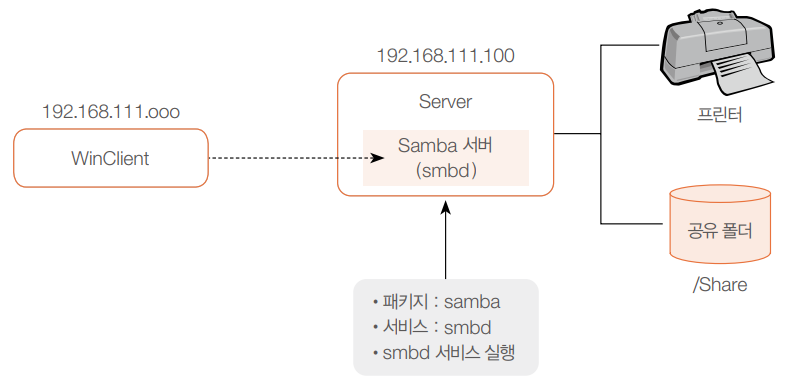 192.168.111.100
192.168.111.ooo
Server
프린터
WinClient
Samba 서버
(smbd)
공유 폴더
/Share
• 패키지 : samba
• 서비스 : smbd
• smbd 서비스 실행